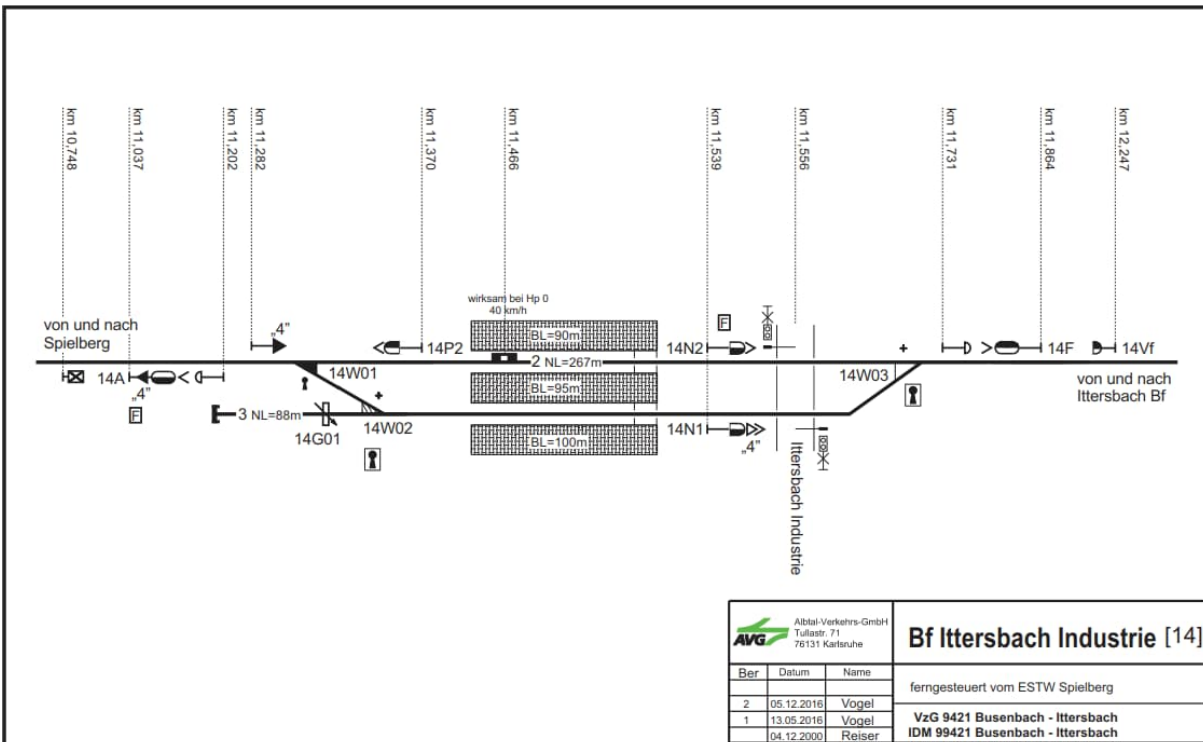 km 10,748
km 11,037
km 11,202
km 11,282
km 11,370
km 11,466
km 11,539
km 11,556
km 11,731
km 11,864
km 12,247
wirksam bei Hp 0
40 km/h
von und nach
Spielberg
„4"
14P2
BL=90m
F
14N2
14F
14Vf
2 NL=267m
14A
„4"
F
14W01
BL=95m
14W03
von und nach
Ittersbach Bf
3 NL=88m
14G01
14W02
BL=100m
14N1
„4"
Ittersbach Industrie
AVG
Albtal-Verkehrs-GmbH
Tullastr. 71
76131 Karlsruhe
Bf Ittersbach Industrie [14]
Ber Datum Name
ferngesteuert vom ESTW Spielberg
2 05.12.2016 Vogel
1 13.05.2016 Vogel
04.12.2000 Reiser
VzG 9421 Busenbach - Ittersbach
IDM 99421 Busenbach - Ittersbach